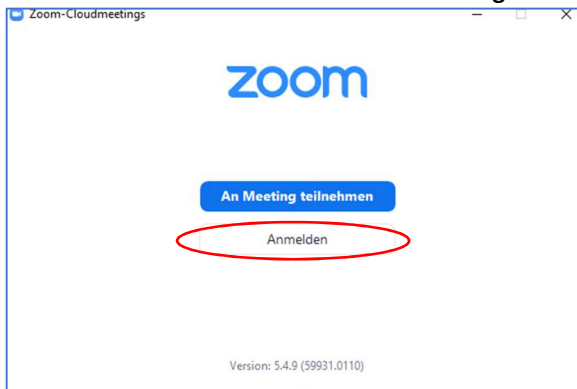 Zoom-Cloudmeetings
zoom
An Meeting teilnehmen
Anmelden
Version: 5.4.9 (59931.0110)